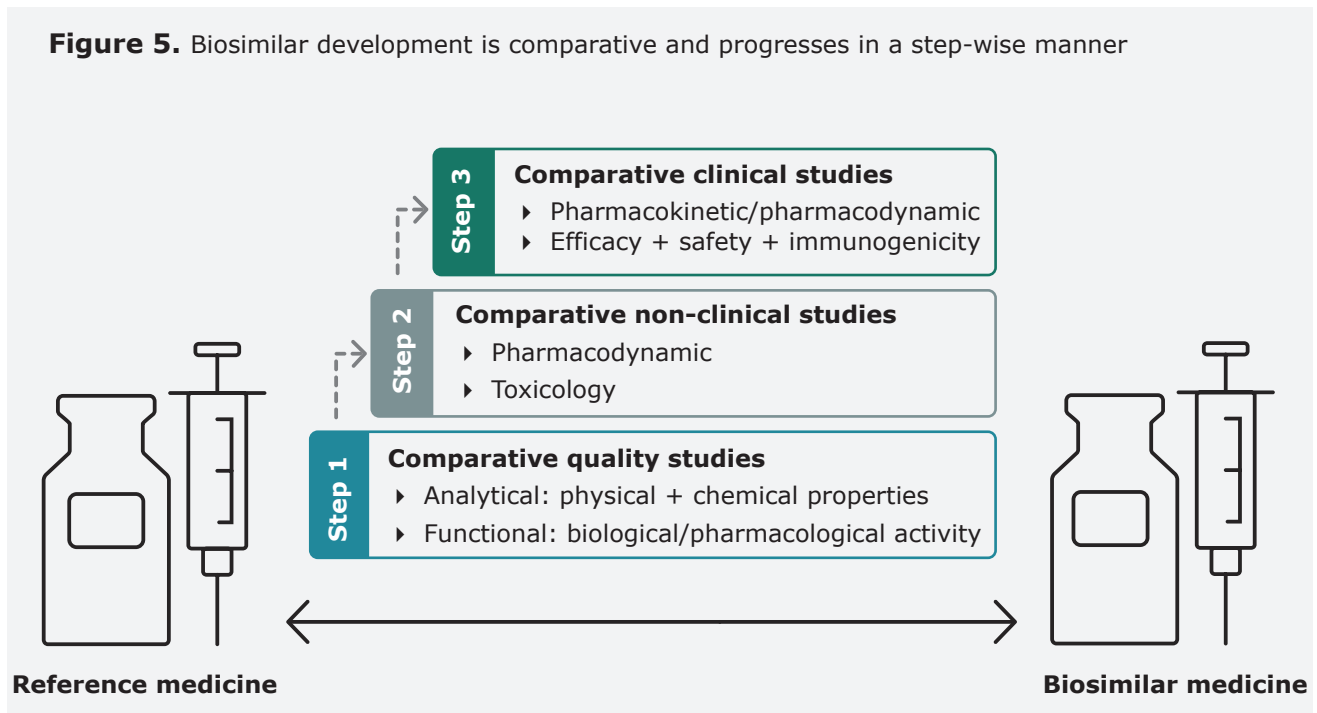 Figure 5. Biosimilar development is comparative and progresses in a step-wise manner
Step 3
Comparative clinical studies
Pharmacokinetic/pharmacodynamic
Efficacy + safety + immunogenicity
Step 2
Comparative non-clinical studies
Pharmacodynamic
Toxicology
Step 1
Comparative quality studies
Analytical: physical + chemical properties
Functional: biological/pharmacological activity
Reference medicine
Biosimilar medicine